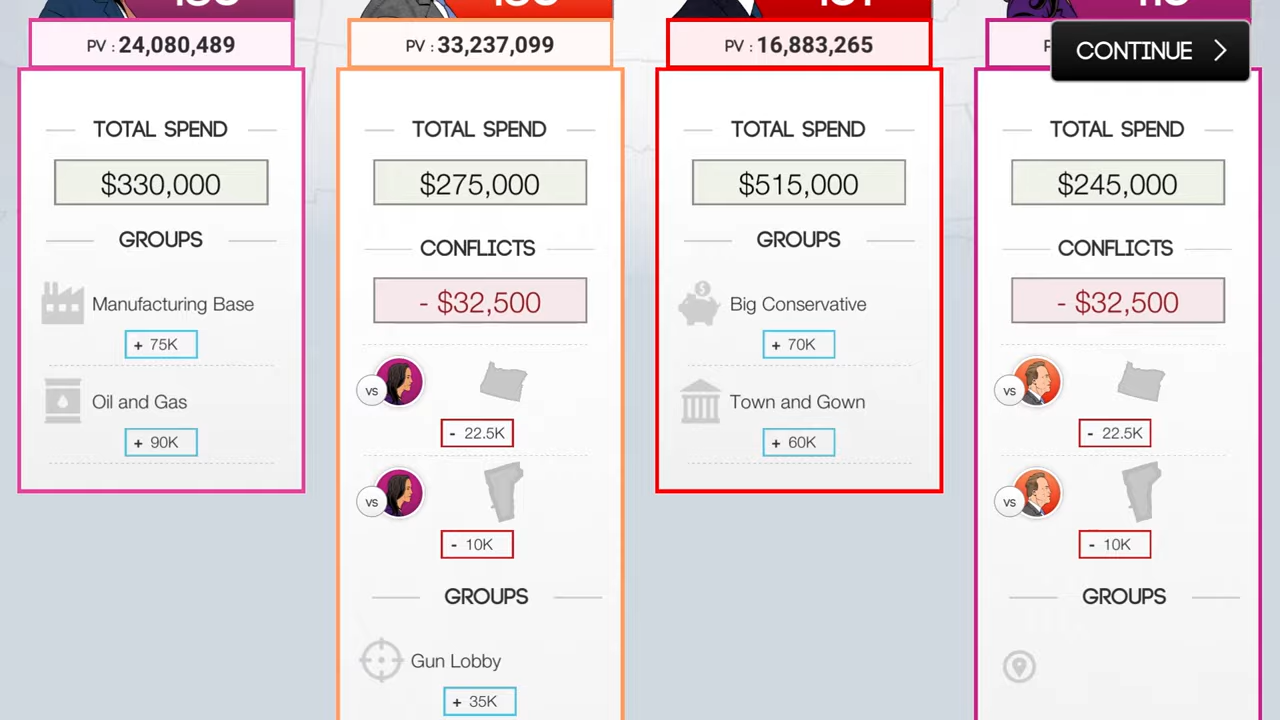 PV : 24,080,489
PV : 33,237,099
PV : 16,883,265
CONTINUE
TOTAL SPEND
$330,000
GROUPS
Manufacturing Base
+ 75K
Oil and Gas
+ 90K
TOTAL SPEND
$275,000
CONFLICTS
- $32,500
vs
- 22.5K
vs
- 10K
GROUPS
Gun Lobby
+ 35K
TOTAL SPEND
$515,000
GROUPS
Big Conservative
+ 70K
Town and Gown
+ 60K
TOTAL SPEND
$245,000
CONFLICTS
- $32,500
vs
- 22.5K
vs
- 10K
GROUPS